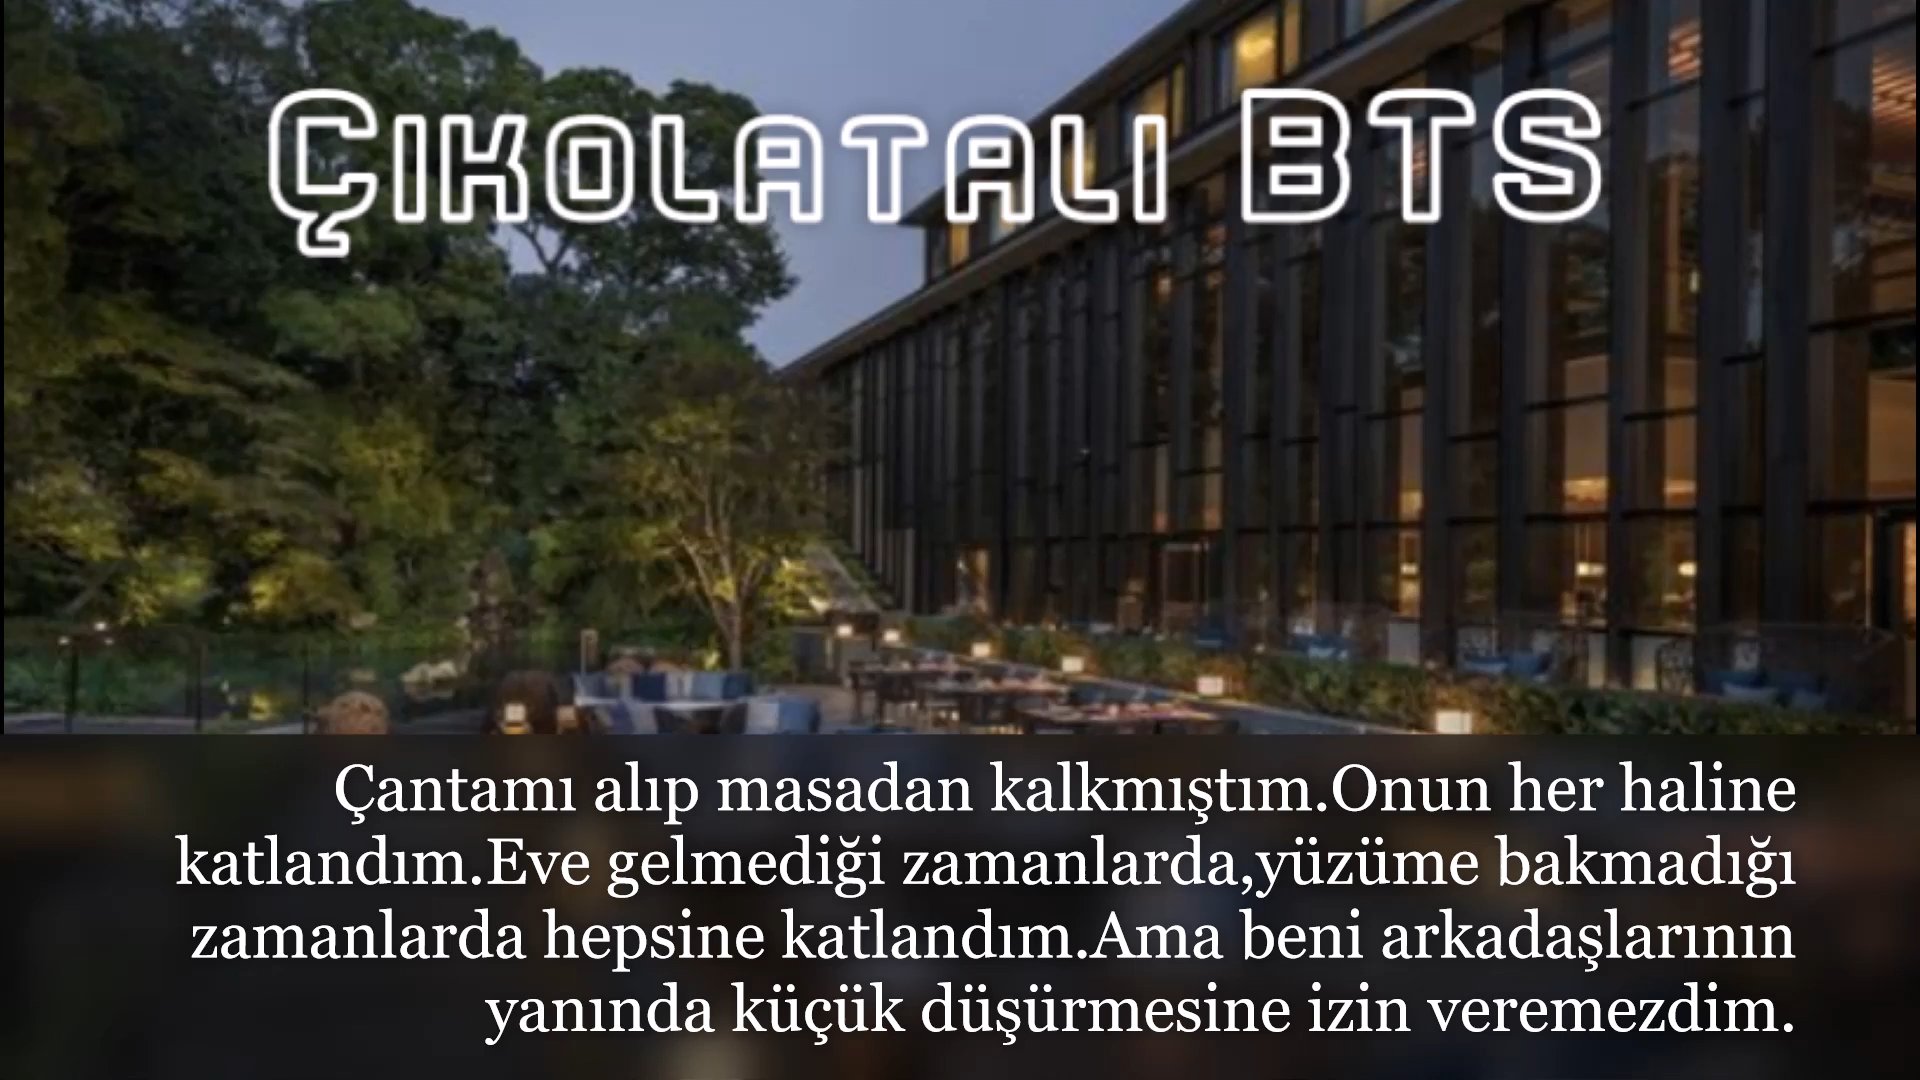 ÇIKOLATALI BTS
Çantamı alıp masadan kalkmıştım.Onun her haline
katlandım.Eve gelmediği zamanlarda,yüzüme bakmadığı
zamanlarda hepsine katlandım.Ama beni arkadaşlarının
yanında küçük düşürmesine izin veremezdim.